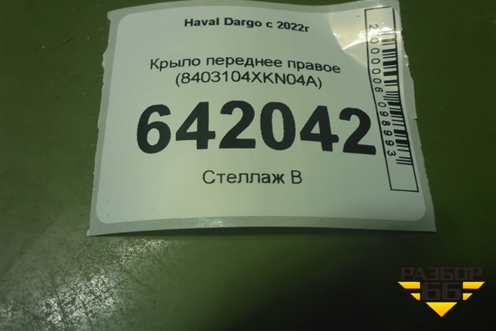 Haval Dargo с 2022г
Крыло переднее правое
(8403104XKN04A)
642042
Стеллаж В
2000006098993
РАЗБОР
66